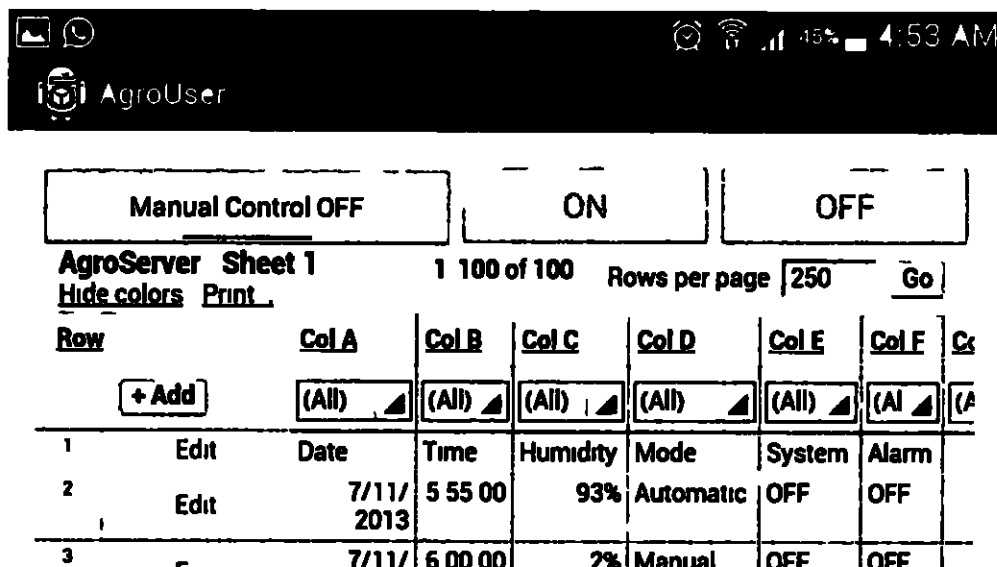 45% 4:53 AM
AgroUser
Manual Control OFF ON OFF
AgroServer Sheet 1 1 100 of 100 Rows per page 250 Go
Hide colors Print
Row Col A Col B Col C Col D Col E Col F
+ Add (All) (All) (All) (All) (All) (Al (A
1 Edit Date Time Humidity Mode System Alarm
2 Edit 7/11/ 5 55 00 93% Automatic OFF OFF
2013
3 7/11/ 6 00 00 2% Manual OFF OFF